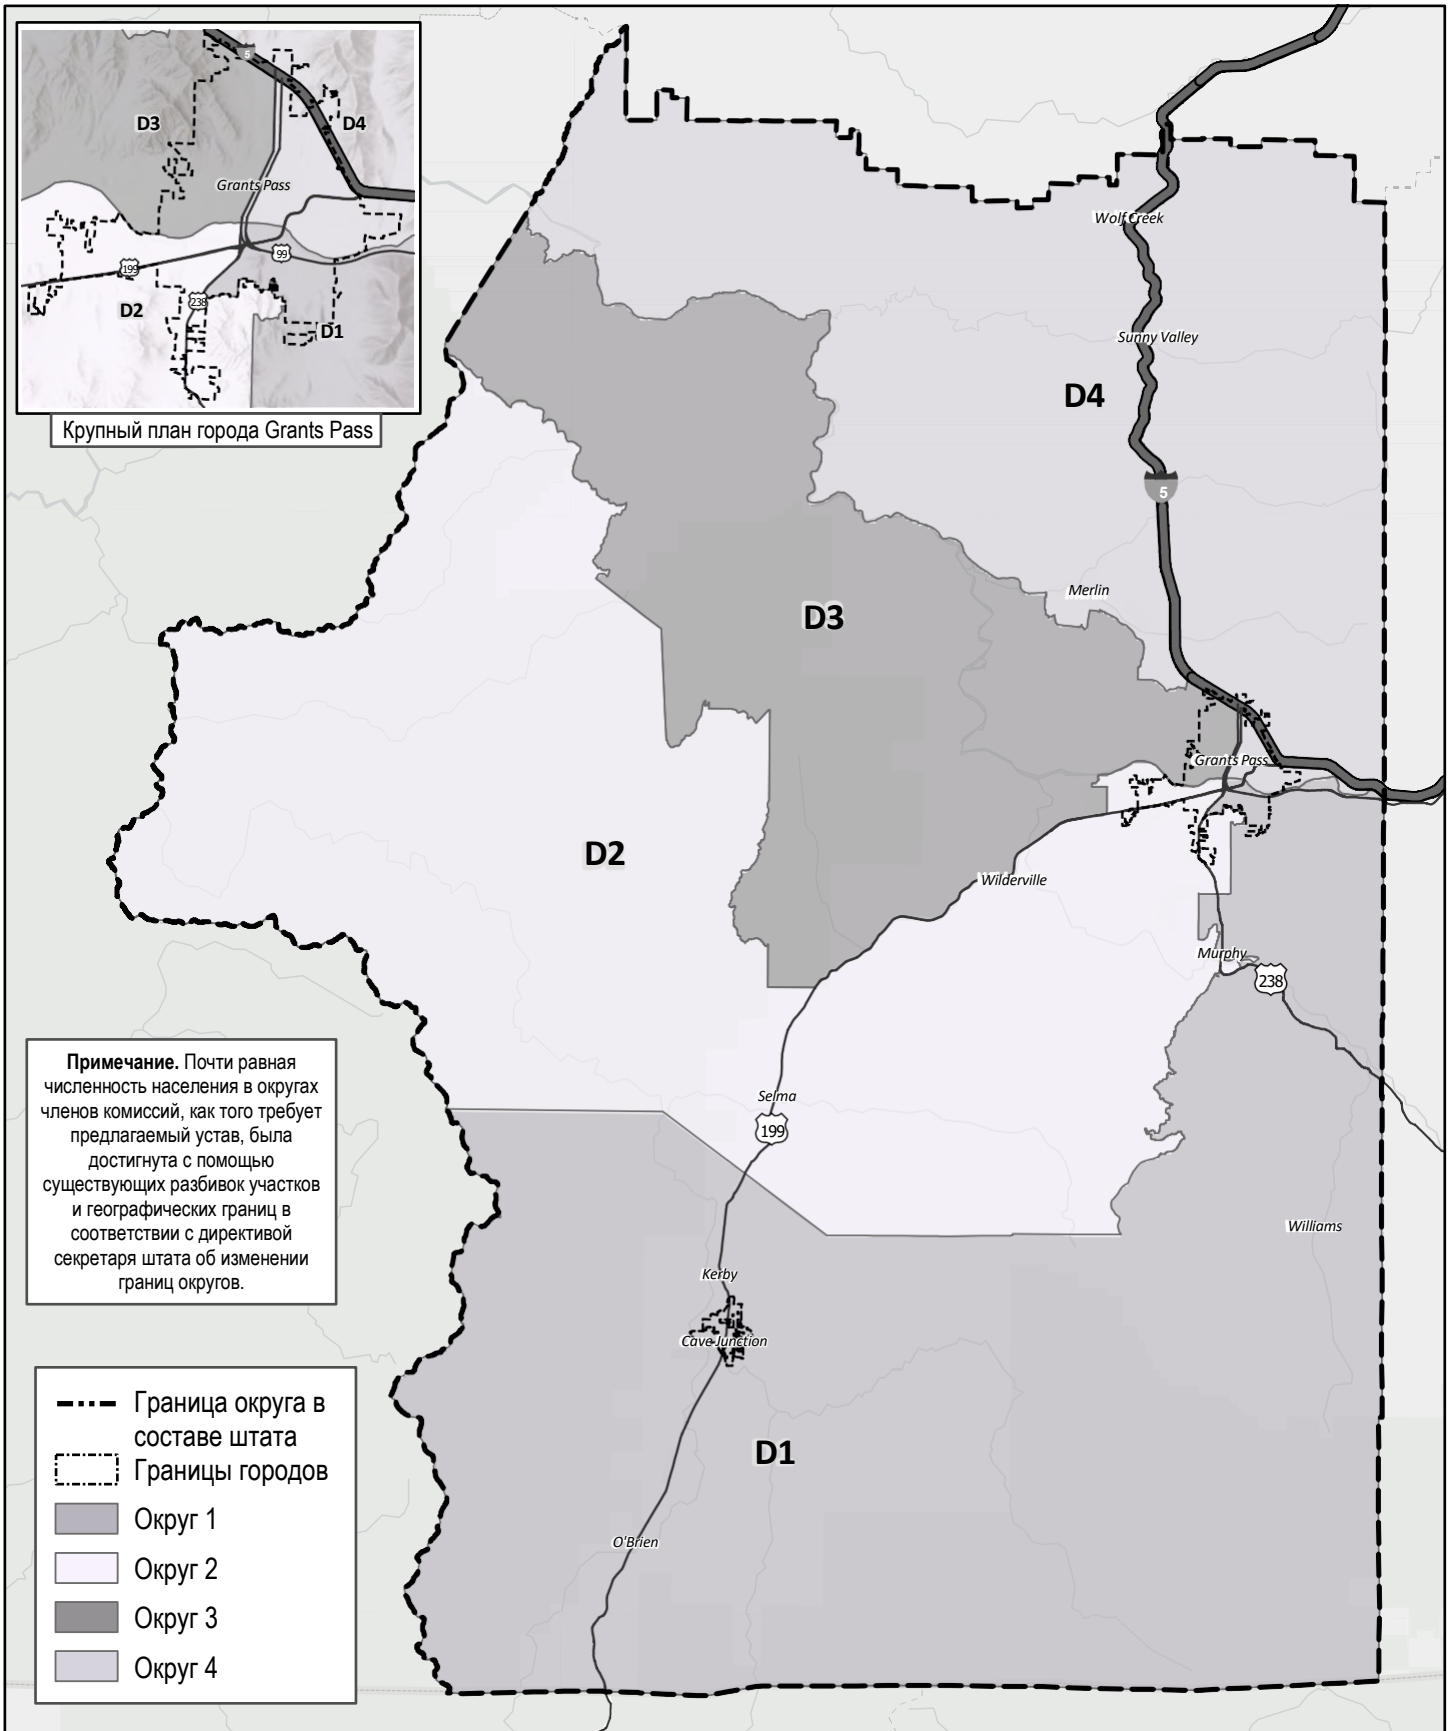 5
D3
D4
Grants Pass
99
199
238
D2
D1
Крупный план города Grants Pass
Wolf Creek
Sunny Valley
D4
5
Merlin
D3
Grants Pass
D2
Wilderville
Murphy
238
Примечание. Почти равная
численность населения в округах
членов комиссий, как того требует
предлагаемый устав, была
достигнута с помощью
существующих разбивок участков
и географических границ в
соответствии с директивой
секретаря штата об изменении
границ округов.
Selma
199
Williams
Kerby
Cave Junction
D1
O'Brien
Граница округа в
составе штата
Границы городов
Округ 1
Округ 2
Округ 3
Округ 4